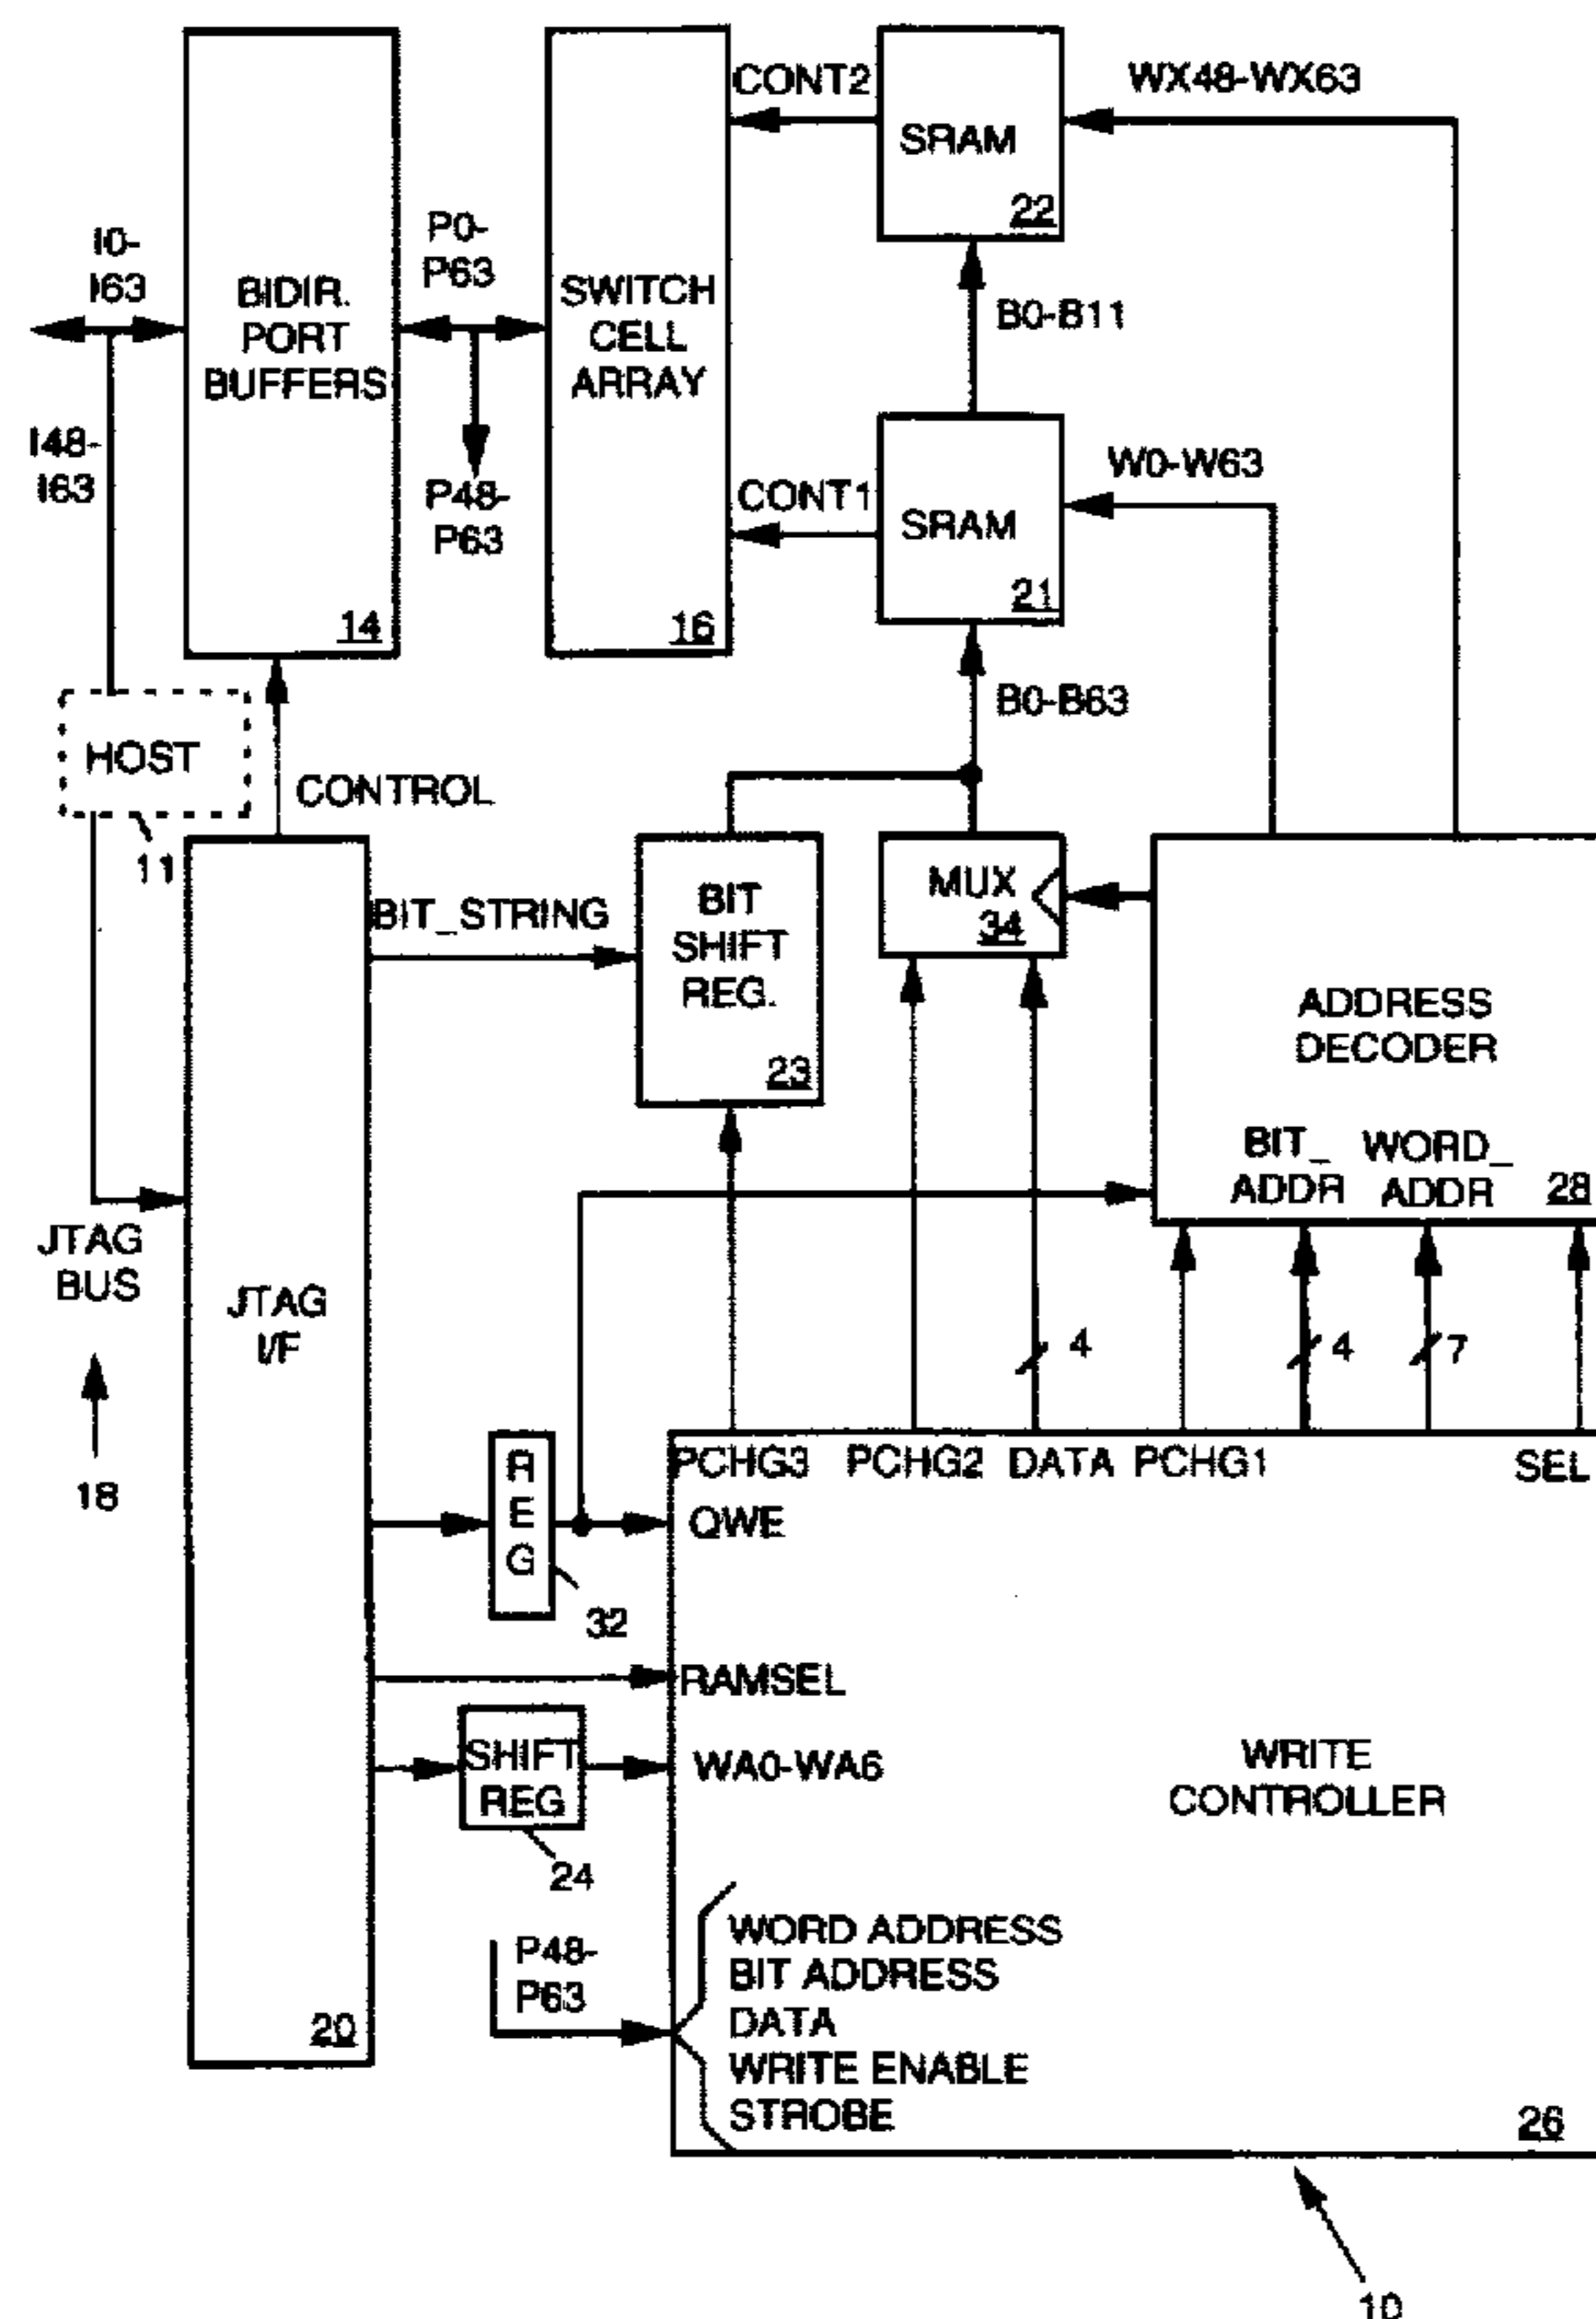 CONT2
WX48-WX63
SRAM
22
I0-
I63
P0-
P63
BIDIR.
PORT
BUFFERS
SWITCH
CELL
ARRAY
B0-B11
I48-
I63
P48-
P63
CONT1
W0-W63
SRAM
21
14
16
B0-B63
HOST
CONTROL
11
BIT_STRING
BIT
SHIFT
REG.
23
MUX
34
ADDRESS
DECODER
BIT_
ADDR
WORD_
ADDR
28
JTAG
BUS
18
JTAG
I/F
4
4
7
PCHG3
PCHG2
DATA
PCHG1
SEL
REG
32
QWE
RAMSEL
SHIFT
REG
24
WA0-WA6
WRITE
CONTROLLER
P48-
P63
WORD ADDRESS
BIT ADDRESS
DATA
WRITE ENABLE
STROBE
20
26
10